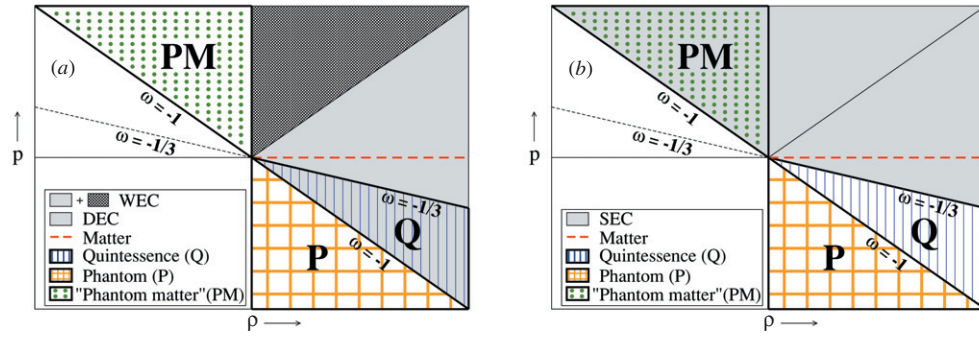 (a)
PM
ω = -1
ω = -1/3
p
ω = -1/3
Q
P
ω = -1
+ WEC
DEC
Matter
Quintessence (Q)
Phantom (P)
"Phantom matter"(PM)
ρ
(b)
PM
ω = -1
ω = -1/3
p
ω = -1/3
Q
P
ω = -1
SEC
Matter
Quintessence (Q)
Phantom (P)
"Phantom matter"(PM)
ρ